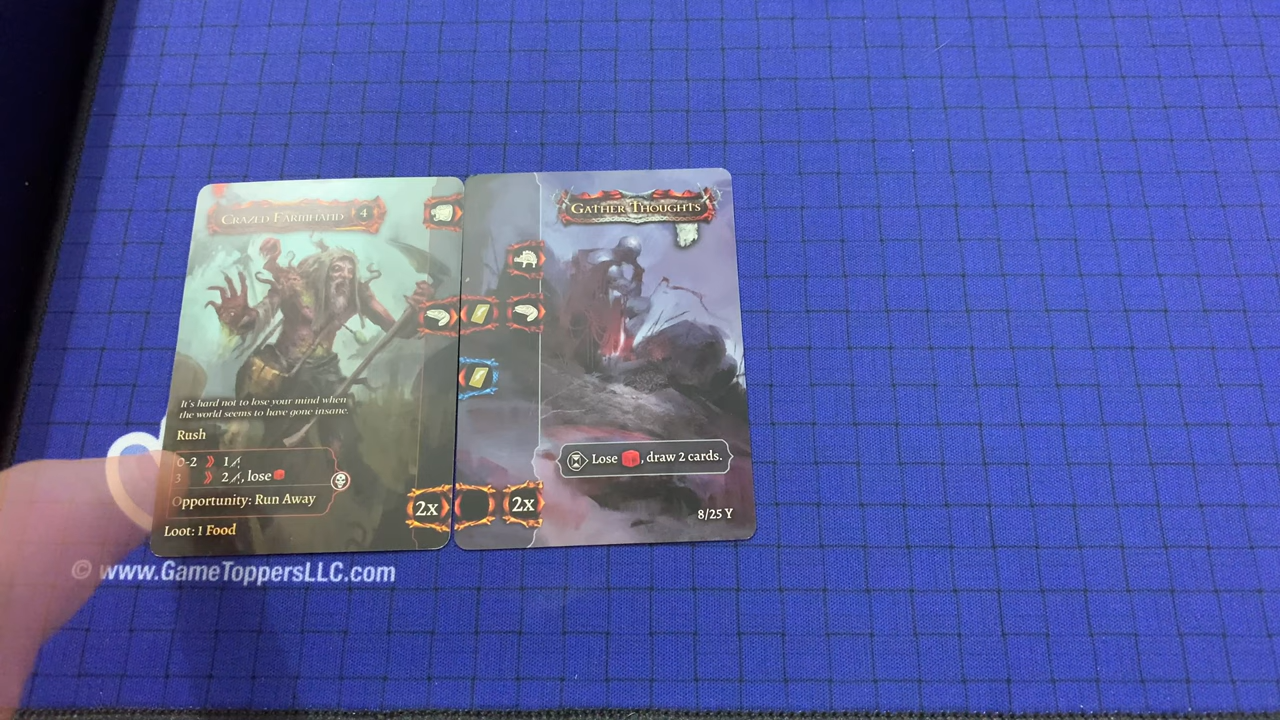 CRAZED FARMHAND 4
It's hard not to lose your mind when
the world seems to have gone insane.
Rush
0-2 1
3 2, lose
Opportunity: Run Away
Loot: 1 Food
2x
GATHER THOUGHTS
Lose , draw 2 cards.
2x
8/25 Y
© www.GameToppersLLC.com